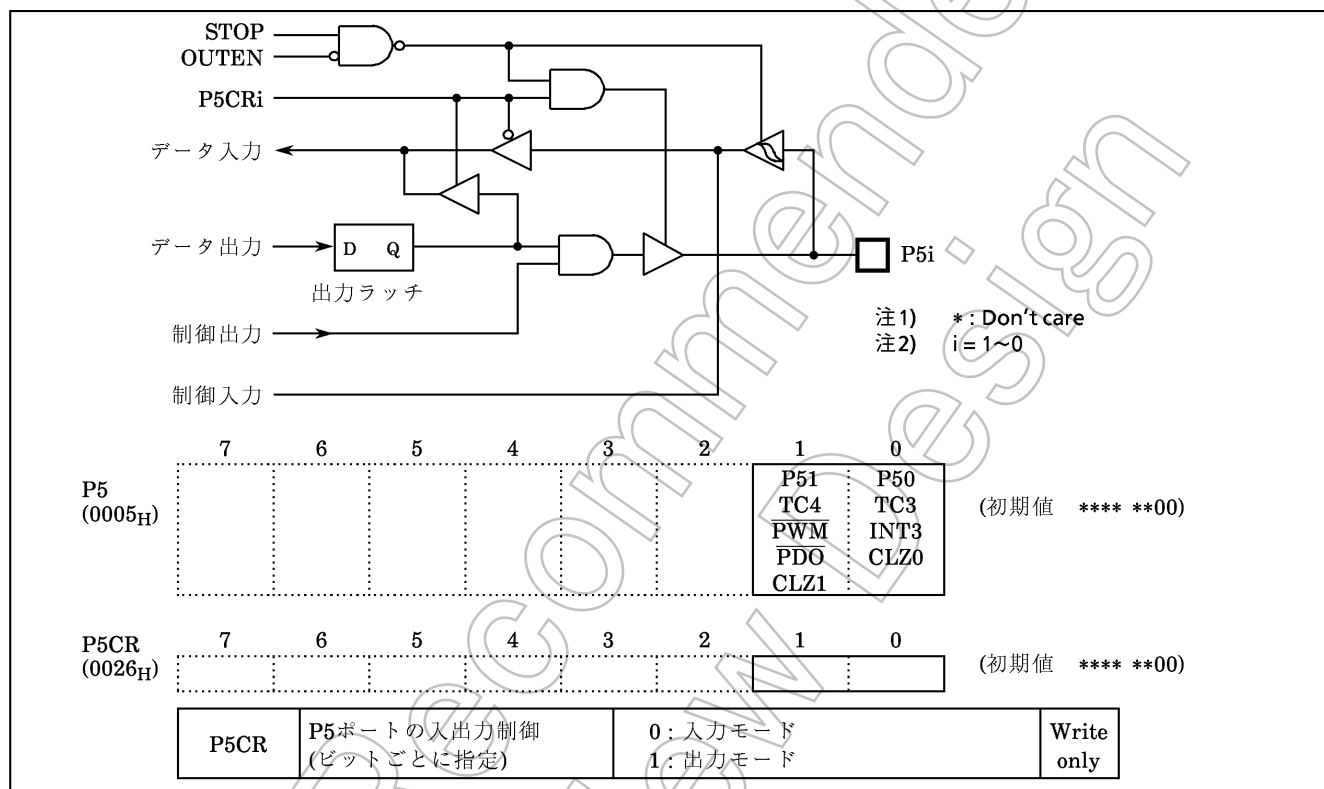 STOP
OUTEN
P5CRi
データ入力
データ出力
D Q
P5i
出力ラッチ
注1) * : Don't care
制御出力
注2) i = 1~0
制御入力
7 6 5 4 3 2 1 0
P5
(0005H)
P51 P50
TC4 TC3
PWM INT3
PDO CLZ0
CLZ1
(初期値 **** **00)
P5CR
(0026H)
7 6 5 4 3 2 1 0
(初期値 **** **00)
P5CR
P5ポートの入出力制御
(ビットごとに指定)
0 : 入力モード
1 : 出力モード
Write
only
Recommended
New Design